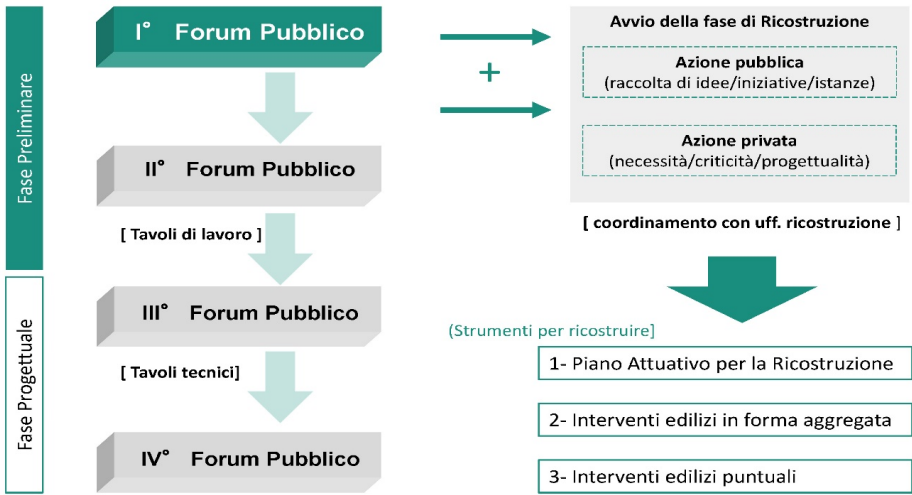 Fase Preliminare
I° Forum Pubblico
II° Forum Pubblico
[ Tavoli di lavoro ]
Fase Progettuale
III° Forum Pubblico
[ Tavoli tecnici]
IV° Forum Pubblico
+
Avvio della fase di Ricostruzione
Azione pubblica
(raccolta di idee/iniziative/istanze)
Azione privata
(necessità/criticità/progettualità)
[ coordinamento con uff. ricostruzione ]
(Strumenti per ricostruire]
1- Piano Attuativo per la Ricostruzione
2- Interventi edilizi in forma aggregata
3- Interventi edilizi puntuali